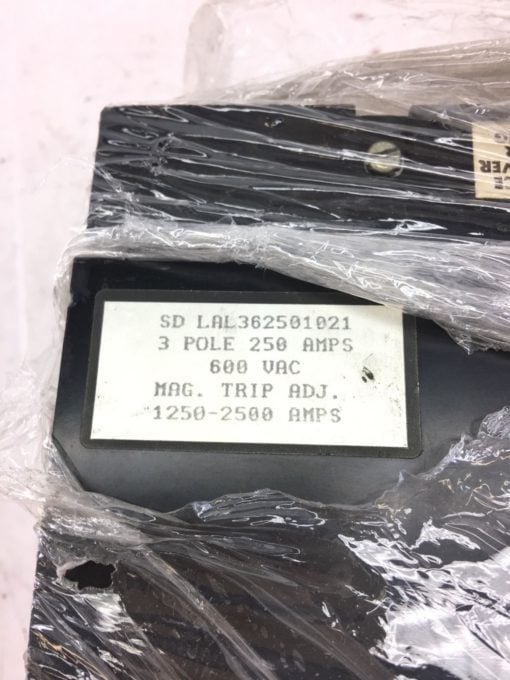 SD LAL362501021
3 POLE 250 AMPS
600 VAC
MAG. TRIP ADJ.
1250-2500 AMPS